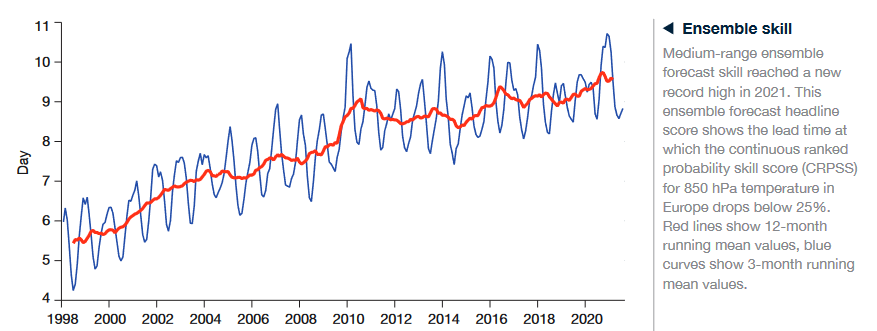 11
10
9
8
7
6
5
4
Day
1998 2000 2002 2004 2006 2008 2010 2012 2014 2016 2018 2020
◄ Ensemble skill
Medium-range ensemble
forecast skill reached a new
record high in 2021. This
ensemble forecast headline
score shows the lead time at
which the continuous ranked
probability skill score (CRPSS)
for 850 hPa temperature in
Europe drops below 25%.
Red lines show 12-month
running mean values, blue
curves show 3-month running
mean values.